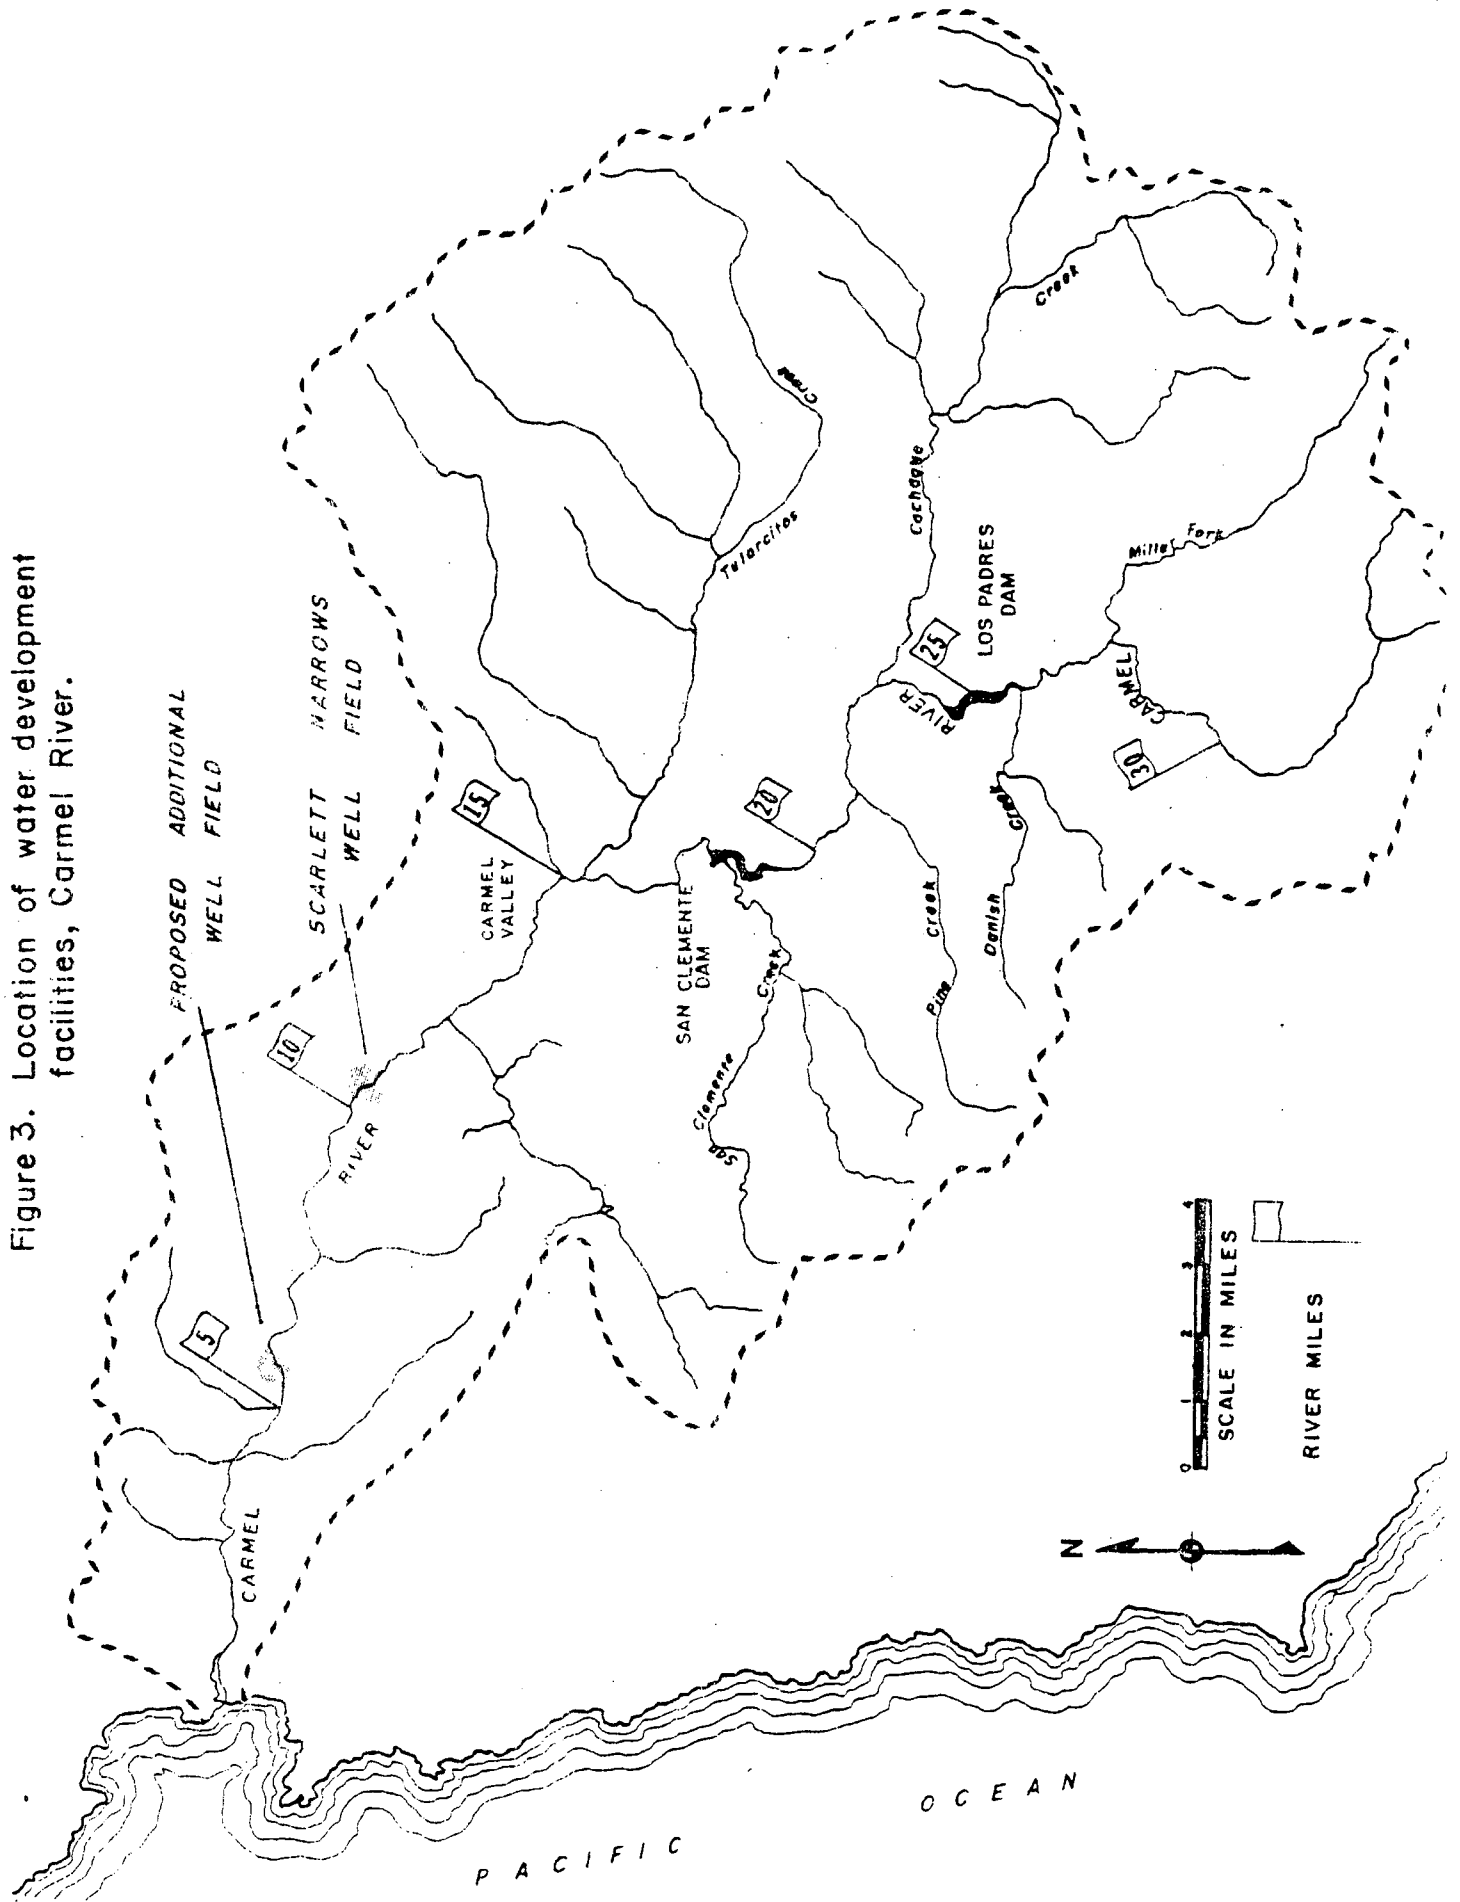 Figure 3. Location of water development
facilities, Carmel River.
PROPOSED ADDITIONAL
WELL FIELD
SCARLETT NARROWS
WELL FIELD
5
10
15
20
25
30
CARMEL
RIVER
CARMEL
VALLEY
SAN CLEMENTE
DAM
LOS PADRES
DAM
Tularcitos
Creek
Cachague
Creek
RIVER
CARMEL
Miller Fork
San Clemente Creek
Pine Creek
Danish Creek
N
0 1 2 3 4
SCALE IN MILES
RIVER MILES
PACIFIC OCEAN